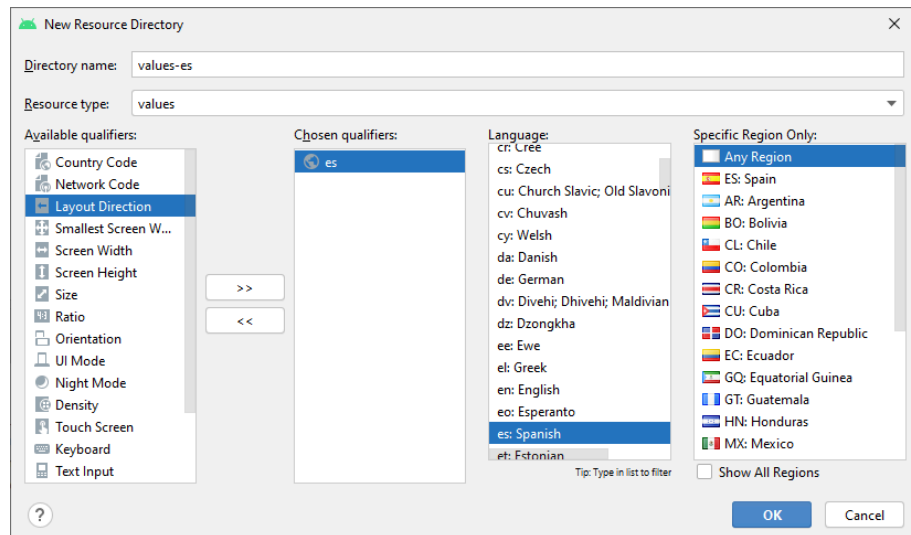 New Resource Directory
Directory name: values-es
Resource type: values
Available qualifiers:
Country Code
Network Code
Layout Direction
Smallest Screen W...
Screen Width
Screen Height
Size
Ratio
Orientation
UI Mode
Night Mode
Density
Touch Screen
Keyboard
Text Input
>>
<<
Chosen qualifiers:
es
Language:
cr: Cree
cs: Czech
cu: Church Slavic; Old Slavoni
cv: Chuvash
cy: Welsh
da: Danish
de: German
dv: Divehi; Dhivehi; Maldivian
dz: Dzongkha
ee: Ewe
el: Greek
en: English
eo: Esperanto
es: Spanish
et: Estonian
Tip: Type in list to filter
Specific Region Only:
Any Region
ES: Spain
AR: Argentina
BO: Bolivia
CL: Chile
CO: Colombia
CR: Costa Rica
CU: Cuba
DO: Dominican Republic
EC: Ecuador
GQ: Equatorial Guinea
GT: Guatemala
HN: Honduras
MX: Mexico
Show All Regions
?
OK
Cancel